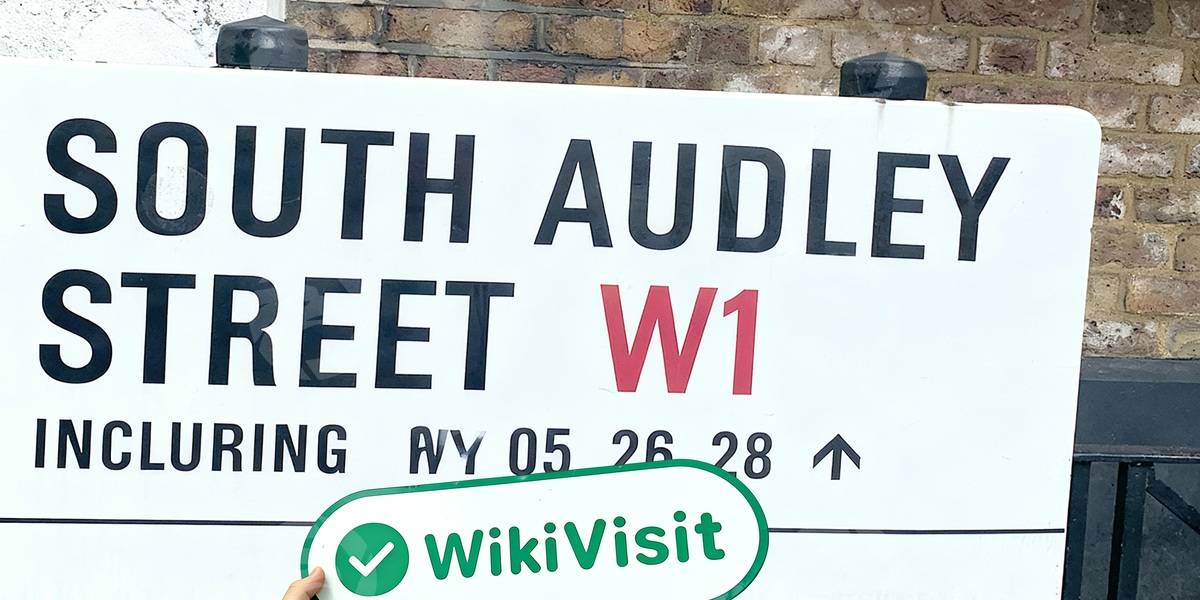 SOUTH AUDLEY
STREET W1
INCLURING 05 26 28
WikiVisit